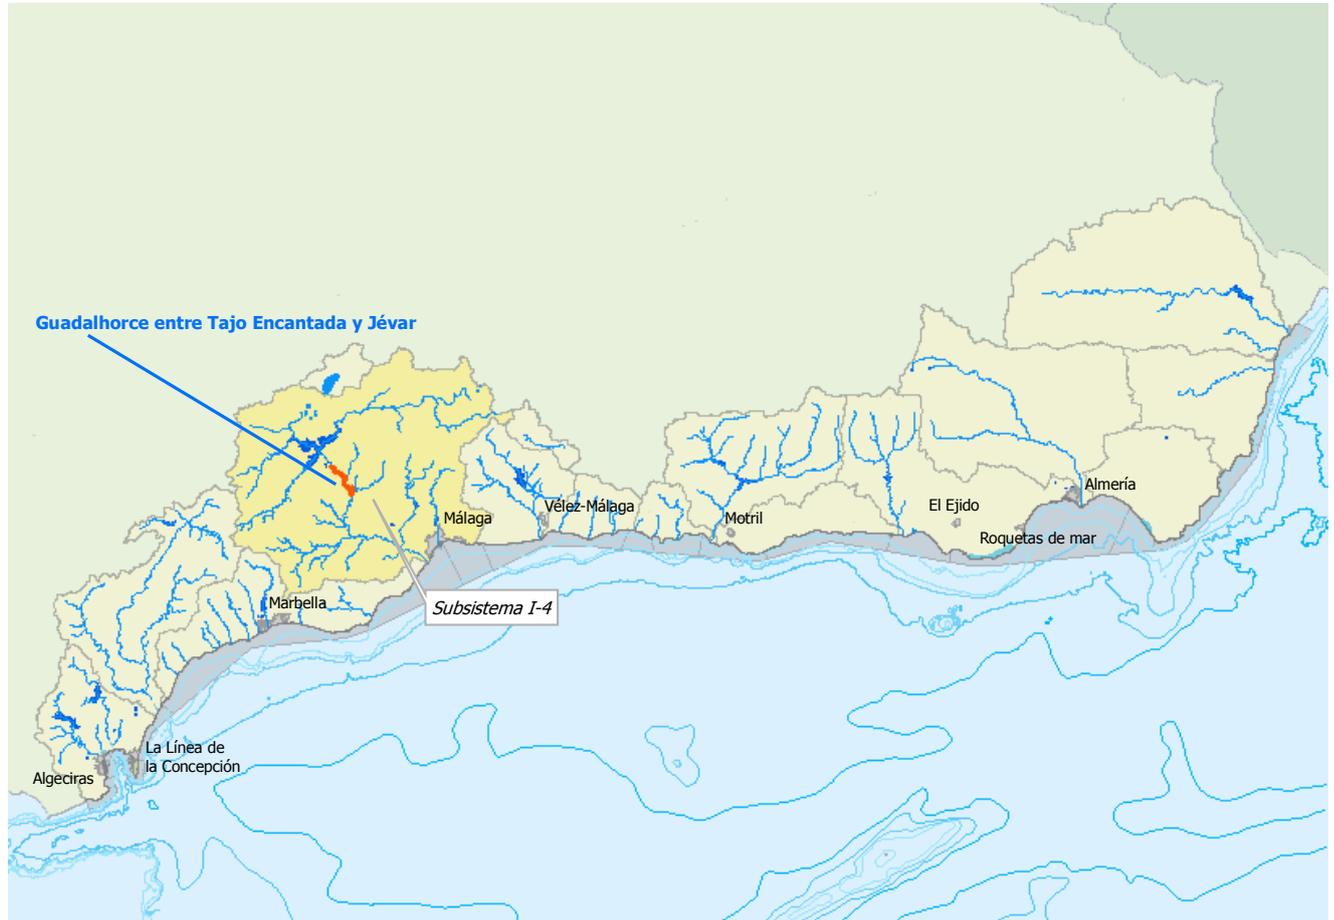 Guadalhorce entre Tajo Encantada y Jévar
Málaga
Vélez-Málaga
Motril
El Ejido
Almería
Roquetas de mar
Marbella
Subsistema I-4
La Línea de
la Concepción
Algeciras